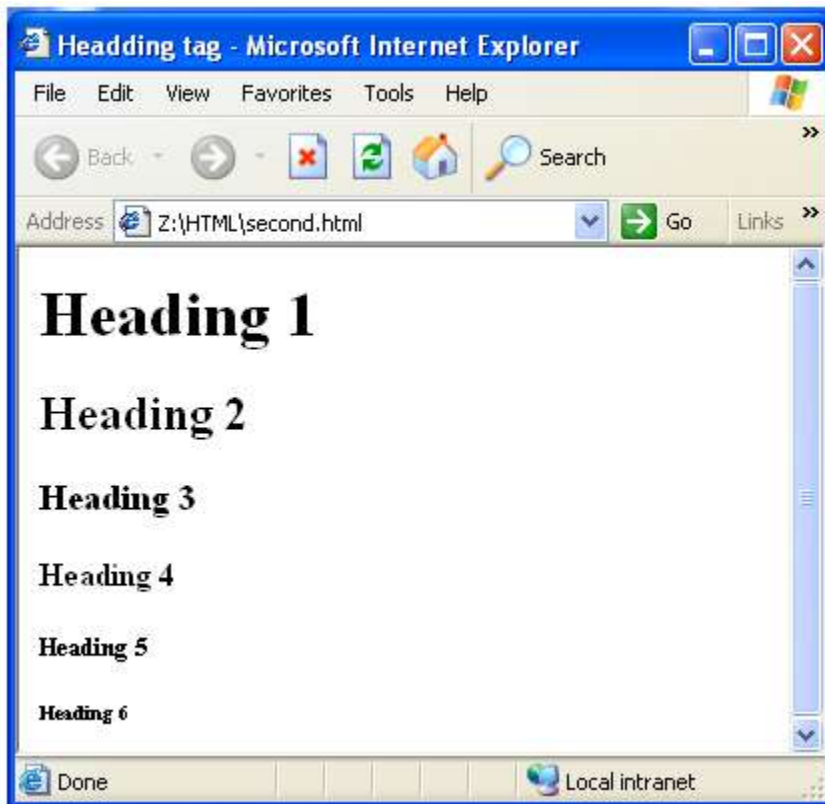 Headding tag - Microsoft Internet Explorer
File Edit View Favorites Tools Help
Back Search
Address Z:\HTML\second.html Go Links
Heading 1
Heading 2
Heading 3
Heading 4
Heading 5
Heading 6
Done Local intranet